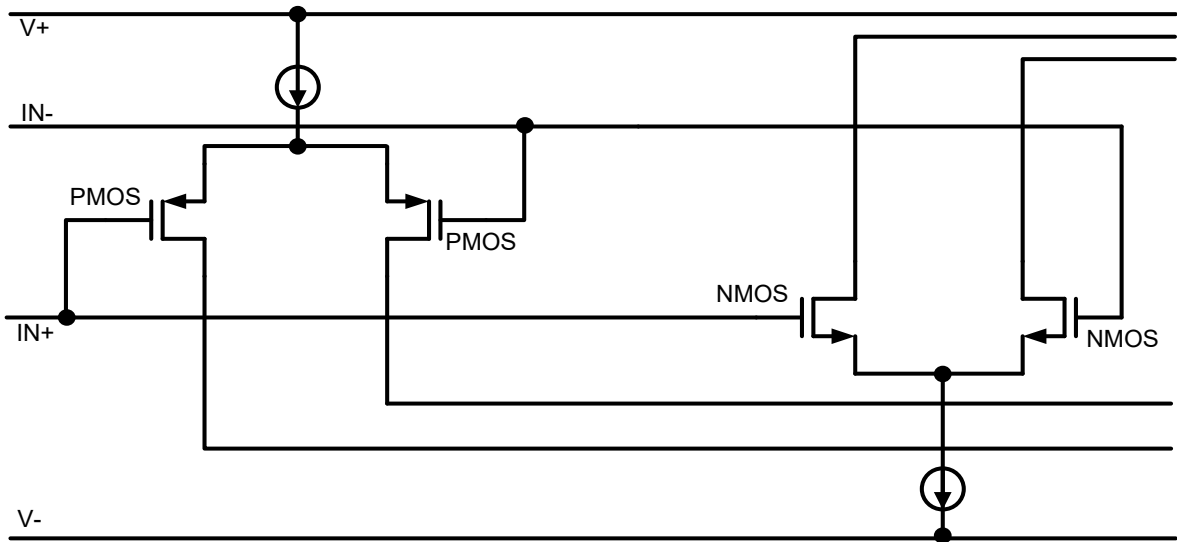 V+
IN-
PMOS
PMOS
NMOS
IN+
NMOS
V-